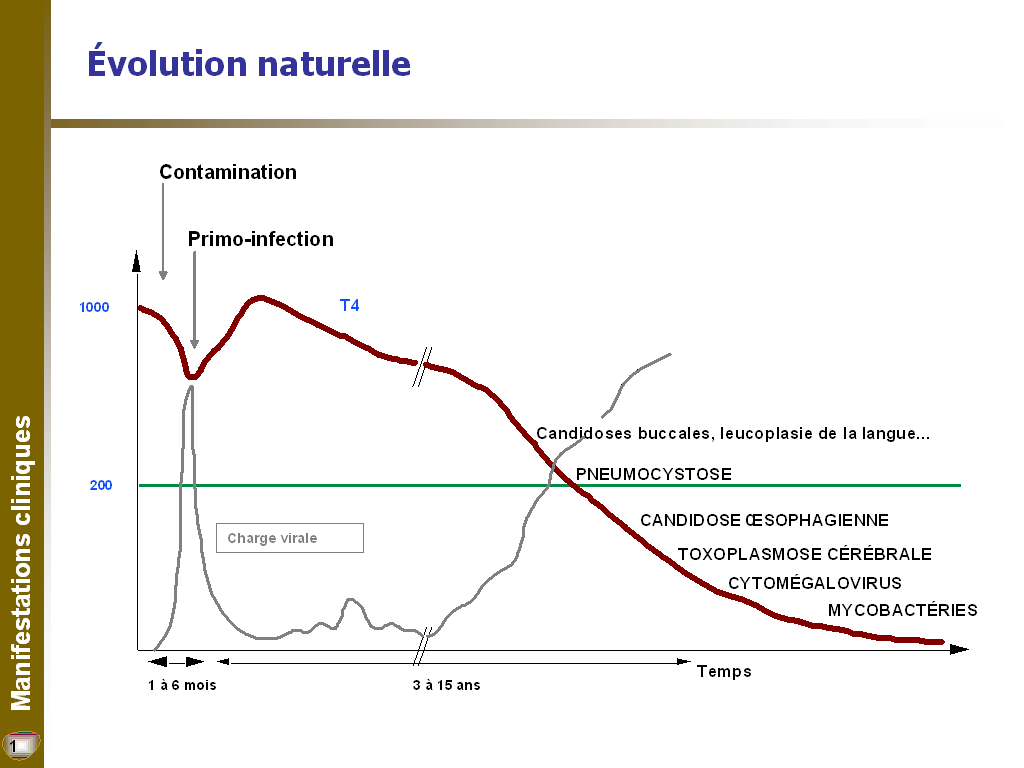 Évolution naturelle
Contamination
Primo-infection
1000
T4
Candidoses buccales, leucoplasie de la langue...
PNEUMOCYSTOSE
200
CANDIDOSE ŒSOPHAGIENNE
Charge virale
TOXOPLASMOSE CÉRÉBRALE
CYTOMÉGALOVIRUS
MYCOBACTÉRIES
Temps
1 à 6 mois
3 à 15 ans
Manifestations cliniques
1